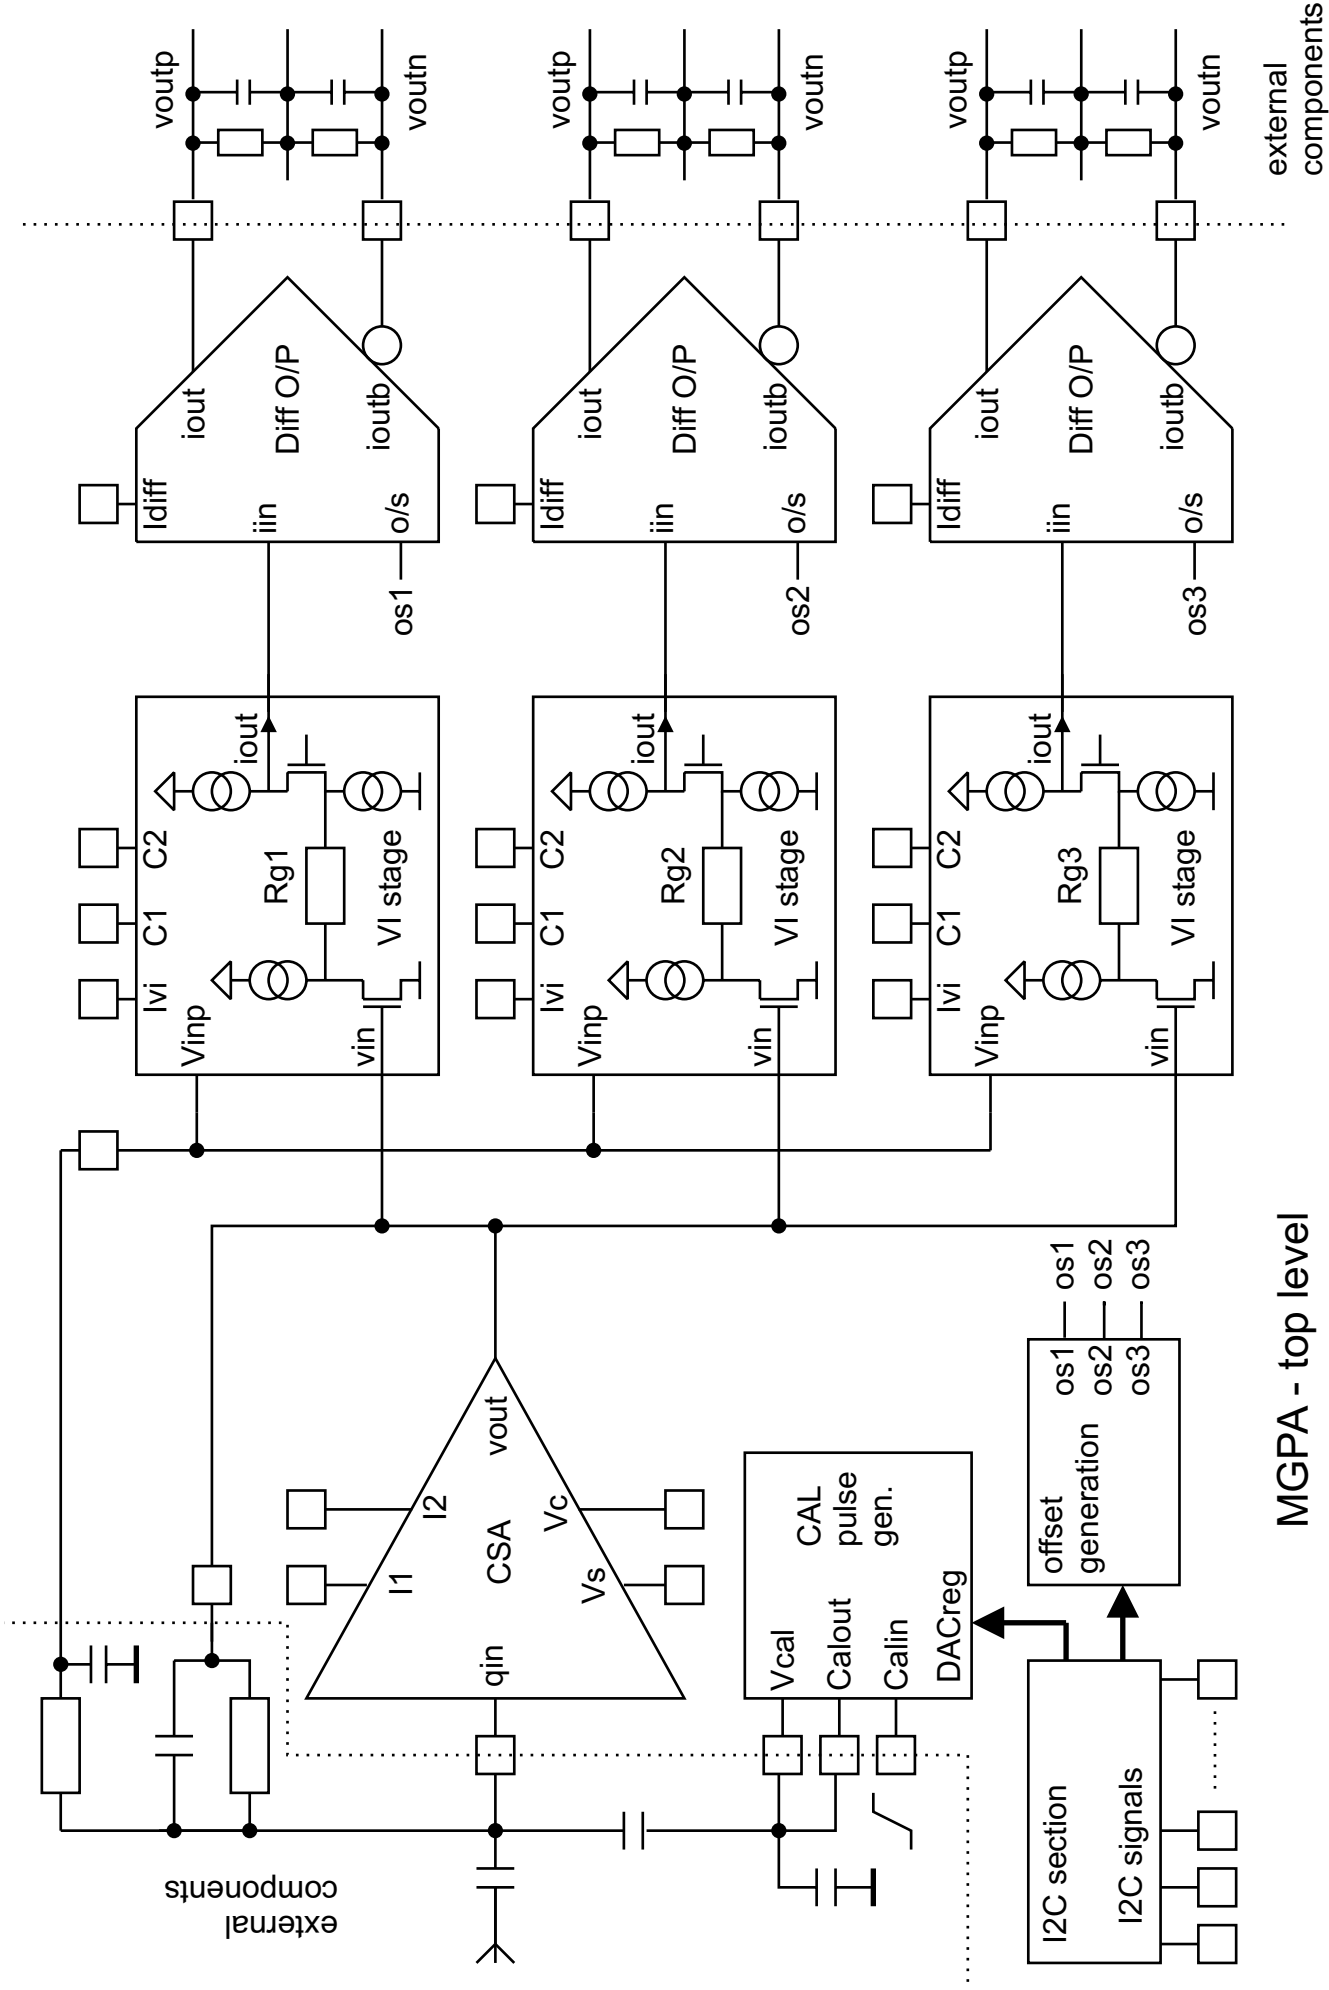 external
components
I1
I2
qin
CSA
vout
Vs
Vc
Vcal
Calout
Calin
DACreg
CAL
pulse
gen.
I2C section
I2C signals
offset
generation
os1
os2
os3
os1
os2
os3
MGPA - top level
Vinp
Ivi
C1
C2
vin
Rg1
VI stage
iout
Idiff
iin
o/s
os1
iout
Diff O/P
ioutb
voutp
voutn
Vinp
Ivi
C1
C2
vin
Rg2
VI stage
iout
Idiff
iin
o/s
os2
iout
Diff O/P
ioutb
voutp
voutn
Vinp
Ivi
C1
C2
vin
Rg3
VI stage
iout
Idiff
iin
o/s
os3
iout
Diff O/P
ioutb
voutp
voutn
external
components